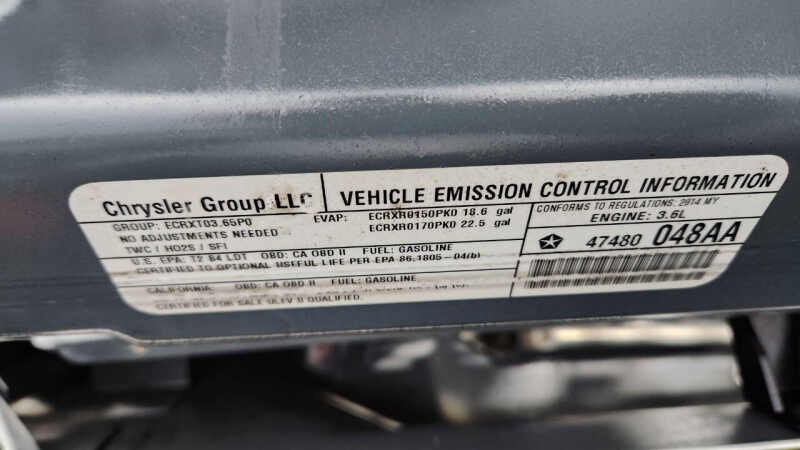 Chrysler Group LLC
VEHICLE EMISSION CONTROL INFORMATION
GROUP: ECRXT03.65P0
EVAP: ECRXR0150PK0 18.6 gal
ECRXR0170PK0 22.5 gal
NO ADJUSTMENTS NEEDED
TWC / HO2S / SFI
CONFORMS TO REGULATIONS: 2014 MY
ENGINE: 3.6L
47480 048AA
U.S. EPA: T2 B4 LDT OBD: CA OBD II FUEL: GASOLINE
CERTIFIED TO OPTIONAL USEFUL LIFE PER EPA 86.1805-04(b)
CALIFORNIA OBD: CA OBD II FUEL: GASOLINE
CERTIFIED FOR SALE ULEV II QUALIFIED.